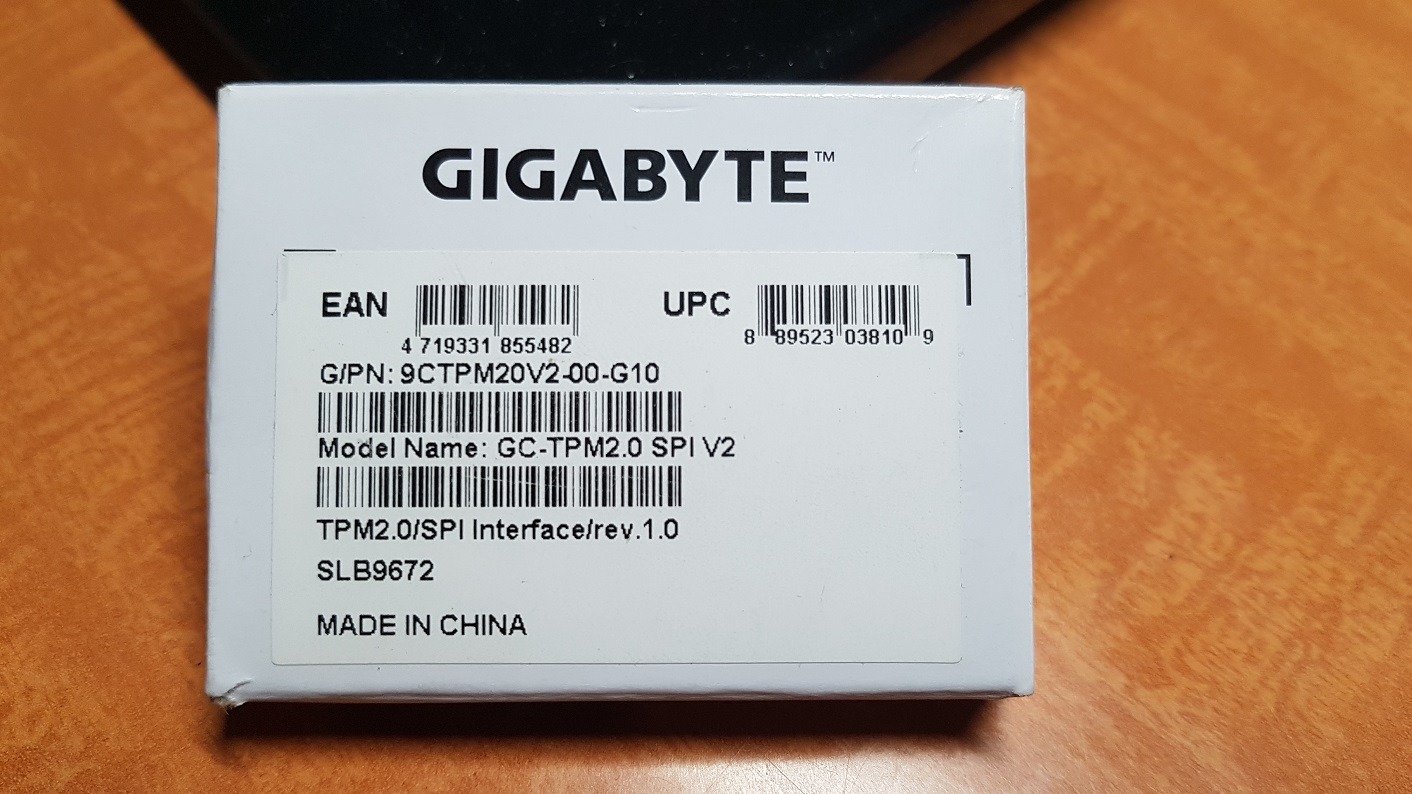 GIGABYTE™
EAN
4 719331 855482
UPC
8 89523 03810 9
G/PN: 9CTPM20V2-00-G10
Model Name: GC-TPM2.0 SPI V2
TPM2.0/SPI Interface/rev.1.0
SLB9672
MADE IN CHINA